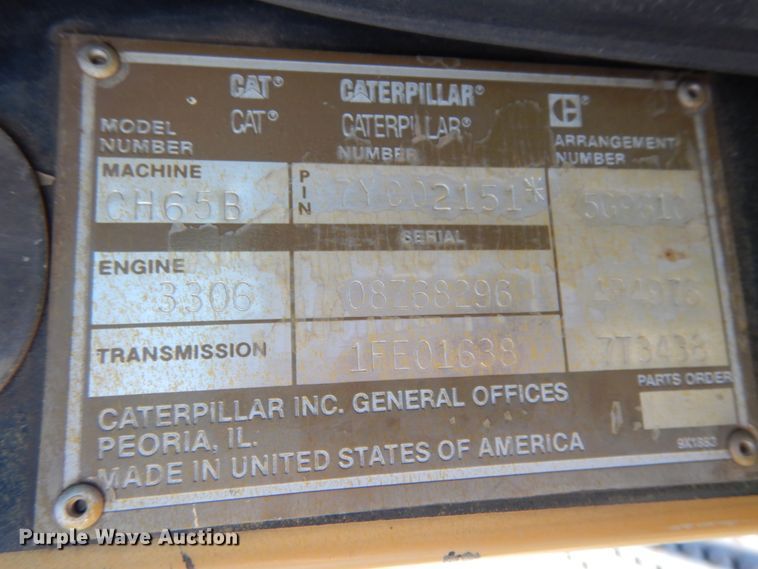 CAT® CATERPILLAR®
CAT® CATERPILLAR® C®
MODEL NUMBER NUMBER ARRANGEMENT NUMBER
MACHINE PIN
CH65B 2151*
SERIAL
ENGINE
3306 08Z68296
TRANSMISSION 1FE01638 7T3438
PARTS ORDER
CATERPILLAR INC. GENERAL OFFICES
PEORIA, IL.
MADE IN UNITED STATES OF AMERICA
Purple Wave Auction